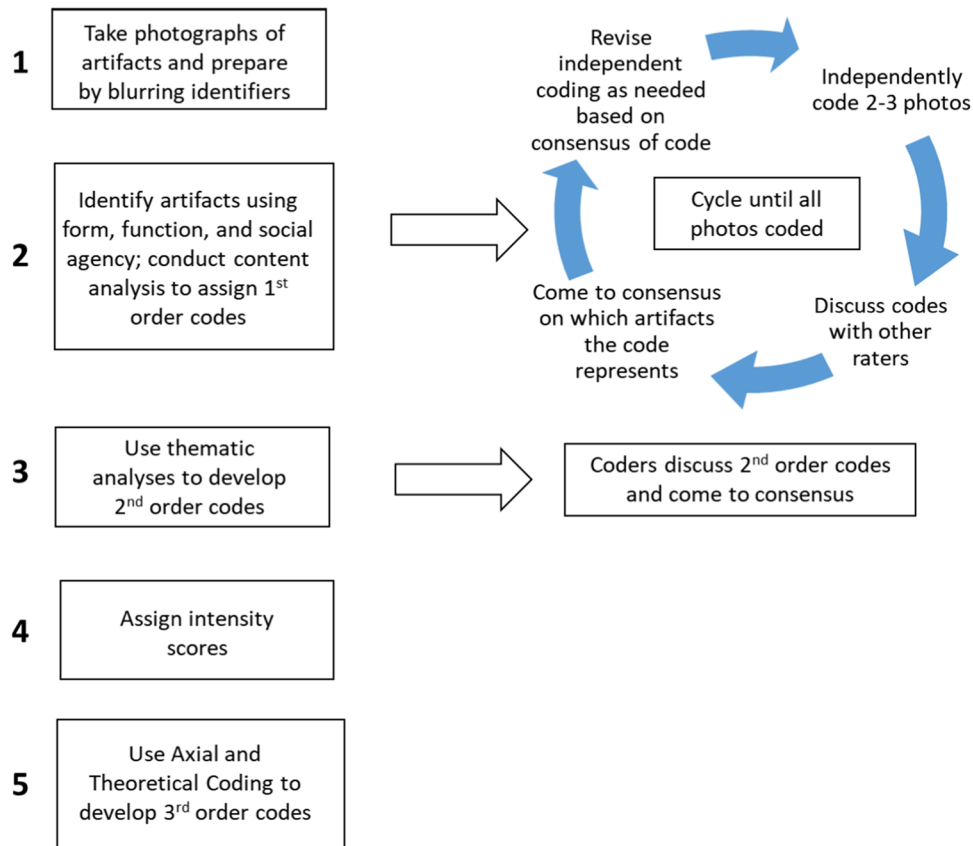 1
Take photographs of
artifacts and prepare
by blurring identifiers
2
Identify artifacts using
form, function, and social
agency; conduct content
analysis to assign 1st
order codes
Revise
independent
coding as needed
based on
consensus of code
Independently
code 2-3 photos
Cycle until all
photos coded
Discuss codes
with other
raters
Come to consensus
on which artifacts
the code
represents
3
Use thematic
analyses to develop
2nd order codes
Coders discuss 2nd order codes
and come to consensus
4
Assign intensity
scores
5
Use Axial and
Theoretical Coding to
develop 3rd order codes